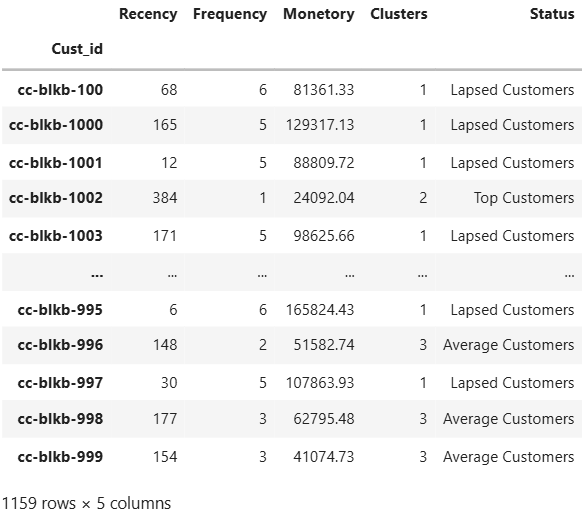 Recency Frequency Monetory Clusters Status
Cust_id
cc-blkb-100 68 6 81361.33 1 Lapsed Customers
cc-blkb-1000 165 5 129317.13 1 Lapsed Customers
cc-blkb-1001 12 5 88809.72 1 Lapsed Customers
cc-blkb-1002 384 1 24092.04 2 Top Customers
cc-blkb-1003 171 5 98625.66 1 Lapsed Customers
... ... ... ... ... ...
cc-blkb-995 6 6 165824.43 1 Lapsed Customers
cc-blkb-996 148 2 51582.74 3 Average Customers
cc-blkb-997 30 5 107863.93 1 Lapsed Customers
cc-blkb-998 177 3 62795.48 3 Average Customers
cc-blkb-999 154 3 41074.73 3 Average Customers
1159 rows × 5 columns